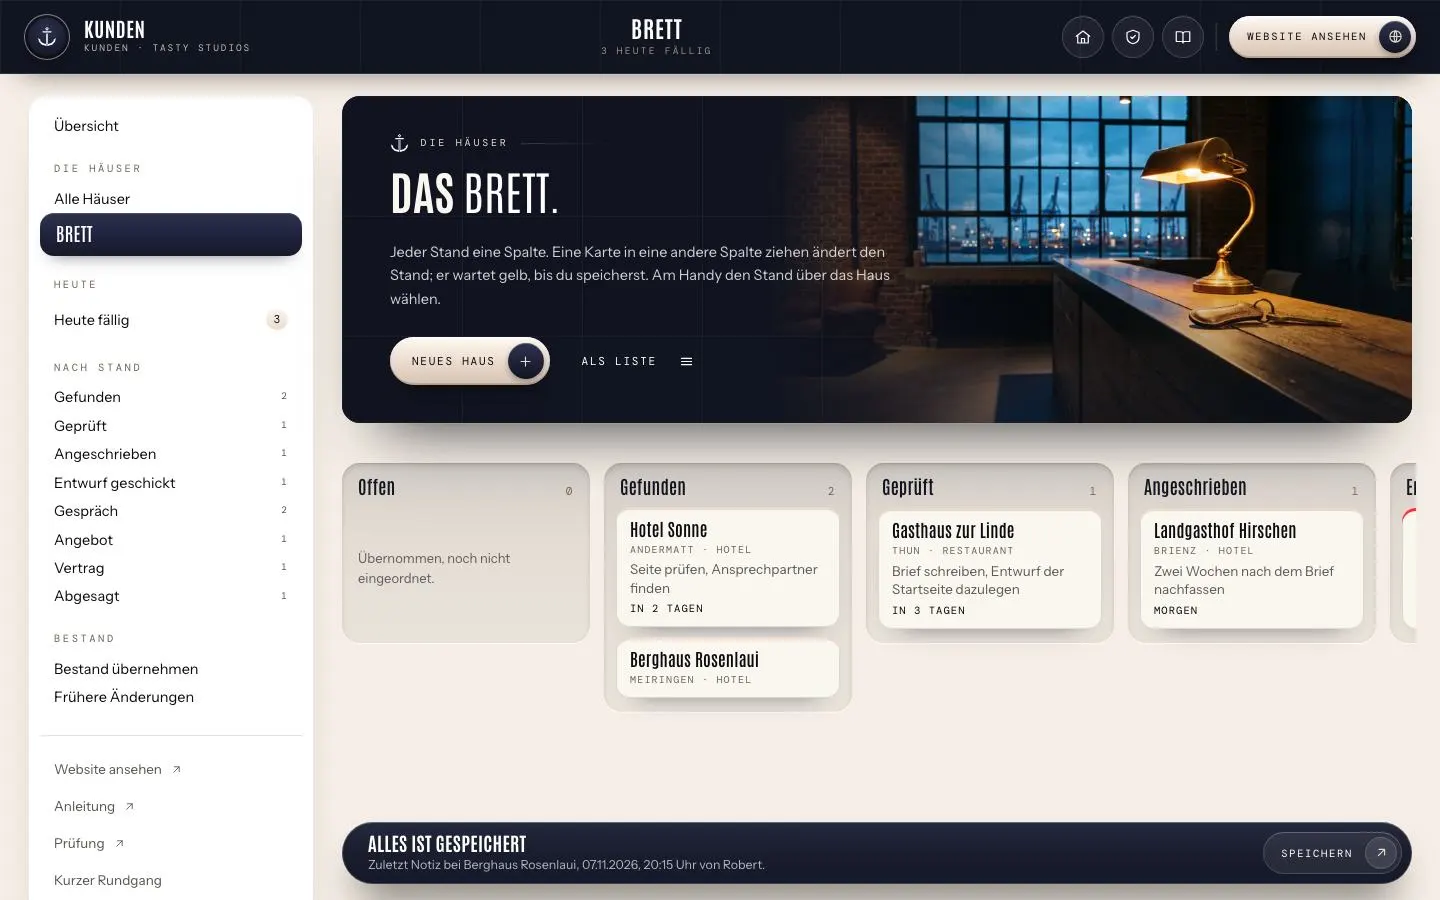 KUNDEN
KUNDEN · TASTY STUDIOS
BRETT
3 HEUTE FÄLLIG
WEBSITE ANSEHEN
Übersicht
DIE HÄUSER
Alle Häuser
BRETT
HEUTE
Heute fällig 3
NACH STAND
Gefunden 2
Geprüft 1
Angeschrieben 1
Entwurf geschickt 1
Gespräch 2
Angebot 1
Vertrag 1
Abgesagt 1
BESTAND
Bestand übernehmen
Frühere Änderungen
Website ansehen
Anleitung
Prüfung
Kurzer Rundgang
DIE HÄUSER
DAS BRETT.
Jeder Stand eine Spalte. Eine Karte in eine andere Spalte ziehen ändert den
Stand; er wartet gelb, bis du speicherst. Am Handy den Stand über das Haus
wählen.
NEUES HAUS
ALS LISTE
Offen 0
Übernommen, noch nicht
eingeordnet.
Gefunden 2
Hotel Sonne
ANDERMATT · HOTEL
Seite prüfen, Ansprechpartner
finden
IN 2 TAGEN
Berghaus Rosenlaui
MEIRINGEN · HOTEL
Geprüft 1
Gasthaus zur Linde
THUN · RESTAURANT
Brief schreiben, Entwurf der
Startseite dazulegen
IN 3 TAGEN
Angeschrieben 1
Landgasthof Hirschen
BRIENZ · HOTEL
Zwei Wochen nach dem Brief
nachfassen
MORGEN
ALLES IST GESPEICHERT
Zuletzt Notiz bei Berghaus Rosenlaui, 07.11.2026, 20:15 Uhr von Robert.
SPEICHERN